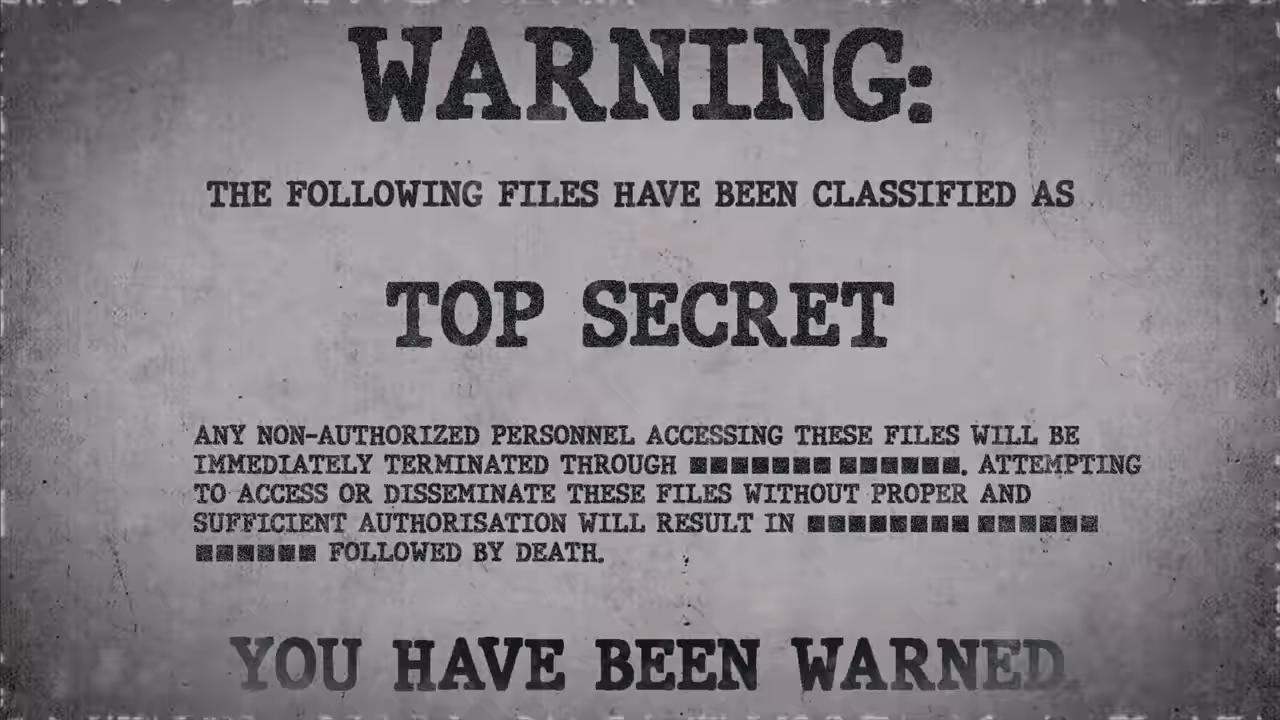 WARNING:
THE FOLLOWING FILES HAVE BEEN CLASSIFIED AS
TOP SECRET
ANY NON-AUTHORIZED PERSONNEL ACCESSING THESE FILES WILL BE
IMMEDIATELY TERMINATED THROUGH ■■■■■■■ ■■■■■■. ATTEMPTING
TO ACCESS OR DISSEMINATE THESE FILES WITHOUT PROPER AND
SUFFICIENT AUTHORISATION WILL RESULT IN ■■■■■■■■ ■■■■■■
■■■■■■ FOLLOWED BY DEATH.
YOU HAVE BEEN WARNED.